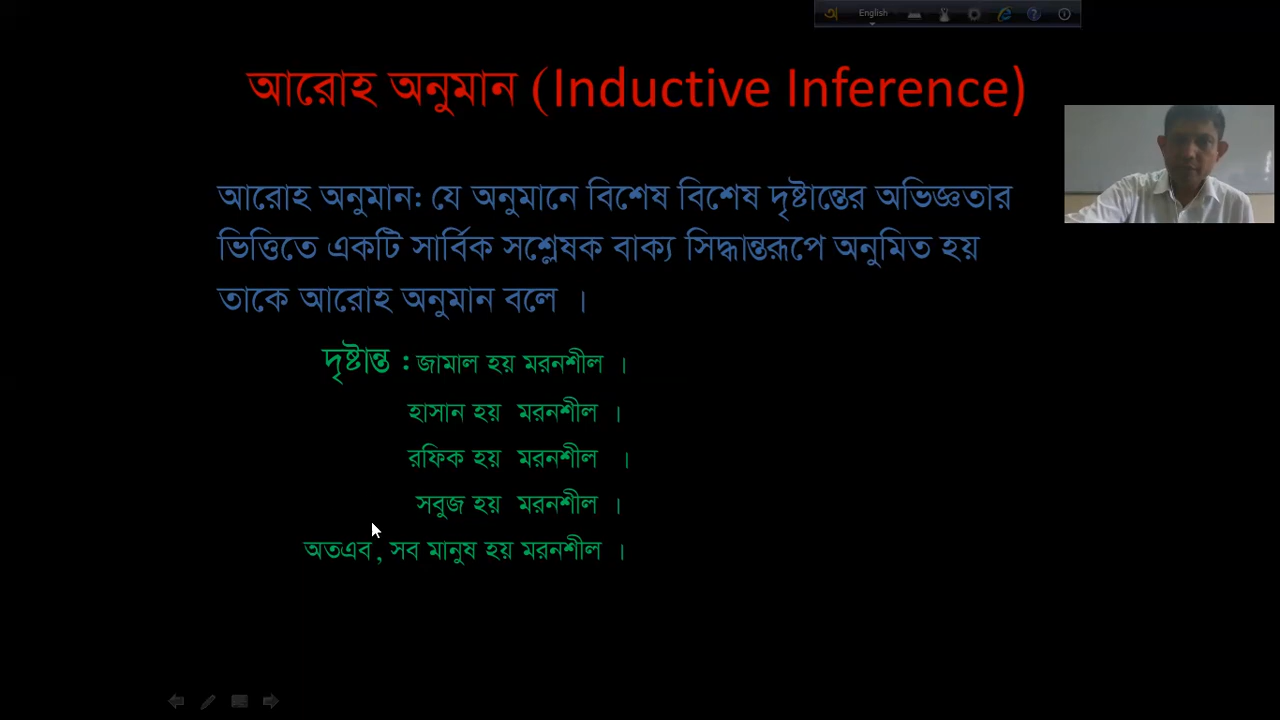 অ English
আরোহ অনুমান (Inductive Inference)
আরোহ অনুমান: যে অনুমানে বিশেষ বিশেষ দৃষ্টান্তের অভিজ্ঞতার
ভিত্তিতে একটি সার্বিক সশ্লেষক বাক্য সিদ্ধান্তরূপে অনুমিত হয়
তাকে আরোহ অনুমান বলে ।
দৃষ্টান্ত : জামাল হয় মরনশীল ।
হাসান হয় মরনশীল ।
রফিক হয় মরনশীল ।
সবুজ হয় মরনশীল ।
অতএব, সব মানুষ হয় মরনশীল ।